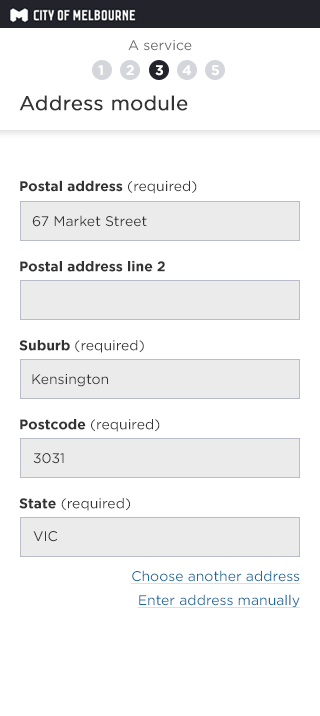 CITY OF MELBOURNE
A service
1 2 3 4 5
Address module
Postal address (required)
67 Market Street
Postal address line 2
Suburb (required)
Kensington
Postcode (required)
3031
State (required)
VIC
Choose another address
Enter address manually